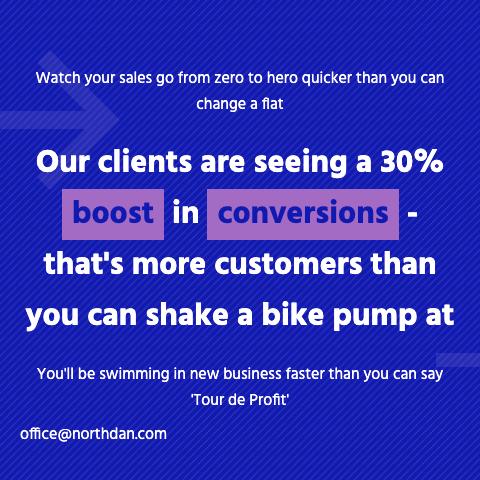 Watch your sales go from zero to hero quicker than you can
change a flat
Our clients are seeing a 30%
boost in conversions -
that's more customers than
you can shake a bike pump at
You'll be swimming in new business faster than you can say
'Tour de Profit'
office@northdan.com